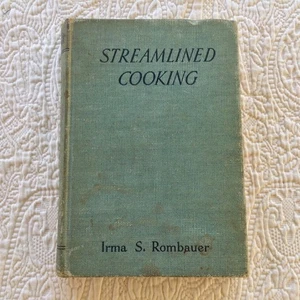 STREAMLINED
COOKING
Irma S. Rombauer